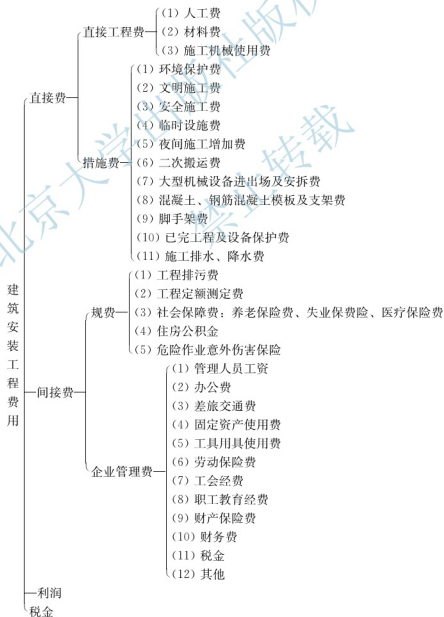 建筑安装工程费用
直接费
直接工程费
(1) 人工费
(2) 材料费
(3) 施工机械使用费
措施费
(1) 环境保护费
(2) 文明施工费
(3) 安全施工费
(4) 临时设施费
(5) 夜间施工增加费
(6) 二次搬运费
(7) 大型机械设备进出场及安拆费
(8) 混凝土、钢筋混凝土模板及支架费
(9) 脚手架费
(10) 已完工程及设备保护费
(11) 施工排水、降水费
间接费
规费
(1) 工程排污费
(2) 工程定额测定费
(3) 社会保障费：养老保险费、失业保费险、医疗保险费
(4) 住房公积金
(5) 危险作业意外伤害保险
企业管理费
(1) 管理人员工资
(2) 办公费
(3) 差旅交通费
(4) 固定资产使用费
(5) 工具用具使用费
(6) 劳动保险费
(7) 工会经费
(8) 职工教育经费
(9) 财产保险费
(10) 财务费
(11) 税金
(12) 其他
利润
税金
北京大学出版社版权
禁止转载